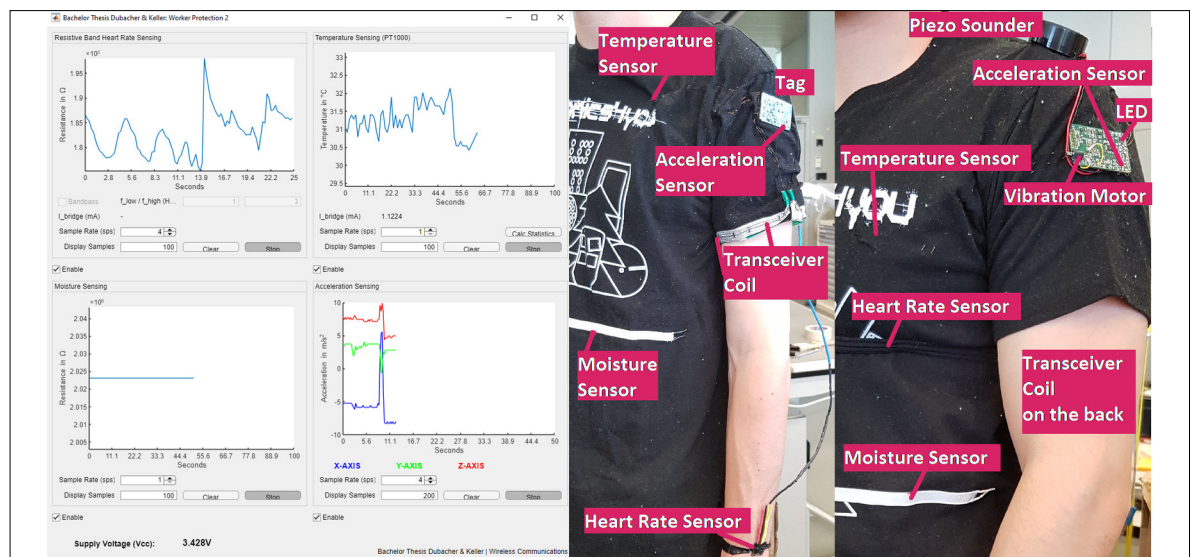 Bachelor Thesis Dubacher & Keller: Worker Protection 2
Resistive Band Heart Rate Sensing
×10⁵
1.95
1.9
1.85
1.8
Resistance in Ω
0 2.8 5.6 8.3 11.1 13.9 16.7 19.4 22.2 25
Seconds
Bandpass f_low / f_high (H... 1 3
I_bridge (mA) -
Sample Rate (sps) 4
Display Samples 100 Clear Stop
Enable
Temperature Sensing (PT1000)
33
32.5
32
31.5
31
30.5
30
29.5
Temperature in °C
0 11.1 22.2 33.3 44.4 55.6 66.7 77.8 88.9 100
Seconds
I_bridge (mA) 1.1224
Sample Rate (sps) 1 Calc Statistics
Display Samples 100 Clear Stop
Enable
Moisture Sensing
2.04
2.035
2.03
2.025
2.02
2.015
2.01
2.005
Resistance in Ω
0 11.1 22.2 33.3 44.4 55.6 66.7 77.8 88.9 100
Seconds
Sample Rate (sps) 1
Display Samples 100 Clear Stop
Enable
Acceleration Sensing
10
5
0
-5
-10
Acceleration in m/s²
0 5.6 11.1 16.7 22.2 27.8 33.3 38.9 44.4 50
Seconds
X-AXIS Y-AXIS Z-AXIS
Sample Rate (sps) 4
Display Samples 200 Clear Stop
Enable
Supply Voltage (Vcc): 3.428V
Bachelor Thesis Dubacher & Keller | Wireless Communications
Temperature
Sensor
Tag
Acceleration
Sensor
Transceiver
Coil
Moisture
Sensor
Heart Rate Sensor
Piezo Sounder
Acceleration Sensor
LED
Temperature Sensor
Vibration Motor
you
Heart Rate Sensor
Transceiver
Coil
on the back
Moisture Sensor